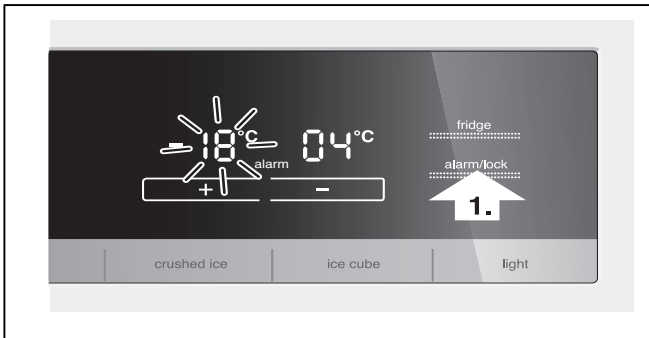 fridge
-18°C 04°C
alarm
alarm/lock
+ −
1.
crushed ice ice cube light